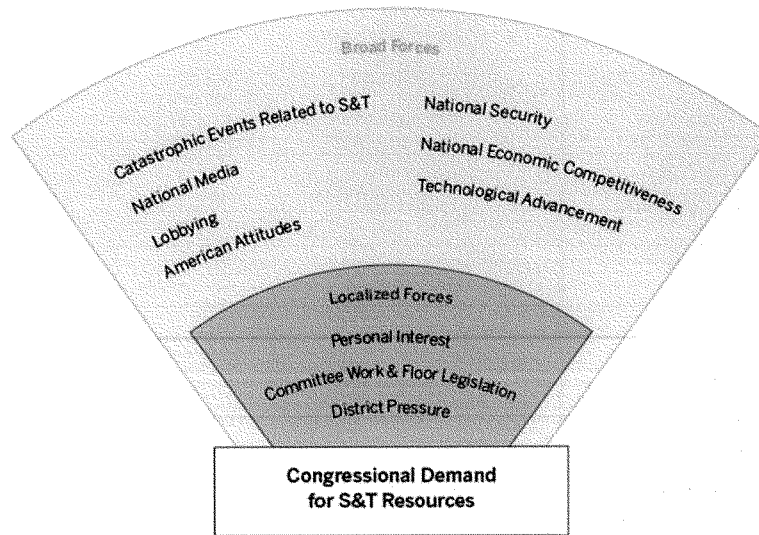 Broad Forces
Catastrophic Events Related to S&T
National Media
Lobbying
American Attitudes
National Security
National Economic Competitiveness
Technological Advancement
Localized Forces
Personal Interest
Committee Work & Floor Legislation
District Pressure
Congressional Demand
for S&T Resources